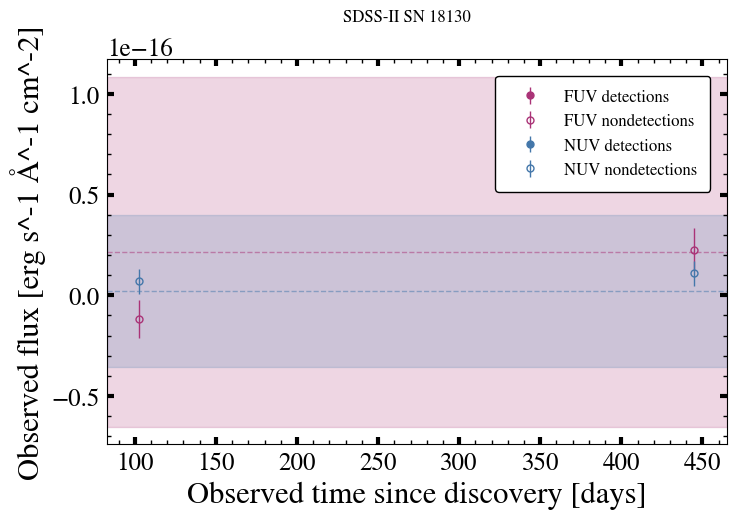 SDSS-II SN 18130
1e−16
Observed flux [erg s^-1 Å^-1 cm^-2]
1.0
0.5
0.0
−0.5
FUV detections
FUV nondetections
NUV detections
NUV nondetections
100 150 200 250 300 350 400 450
Observed time since discovery [days]